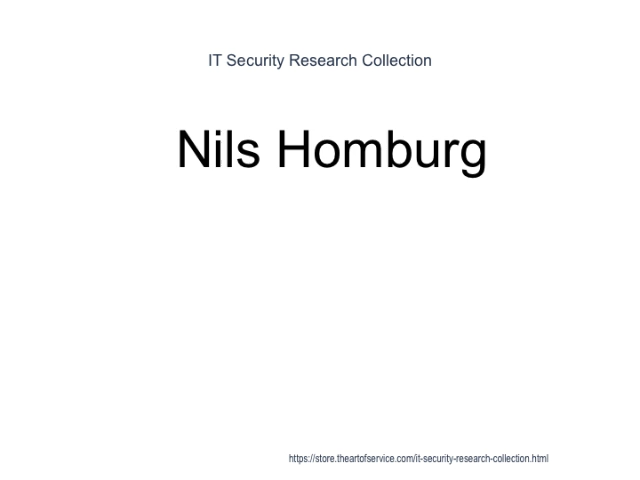 IT Security Research Collection
Nils Homburg
https://store.theartofservice.com/it-security-research-collection.html